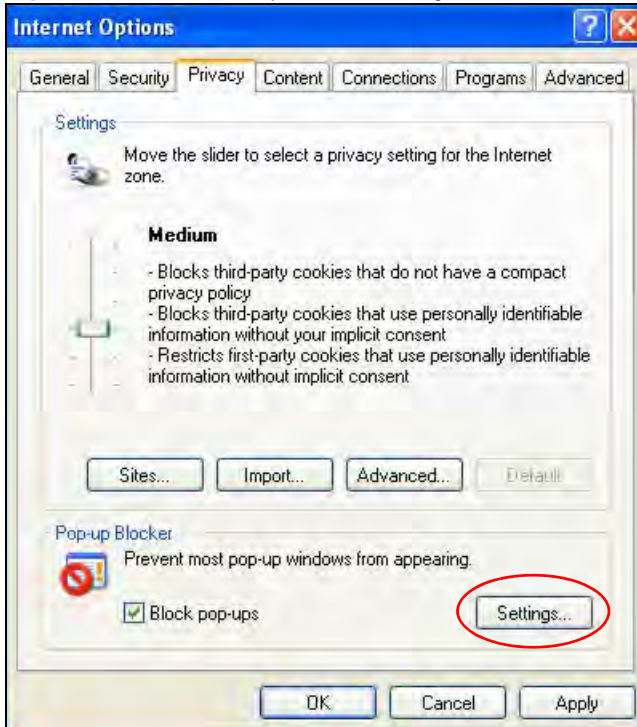 Internet Options
General Security Privacy Content Connections Programs Advanced
Settings
Move the slider to select a privacy setting for the Internet
zone.
Medium
- Blocks third-party cookies that do not have a compact
privacy policy
- Blocks third-party cookies that use personally identifiable
information without your implicit consent
- Restricts first-party cookies that use personally identifiable
information without implicit consent
Sites... Import... Advanced... Default
Pop-up Blocker
Prevent most pop-up windows from appearing.
Block pop-ups Settings...
OK Cancel Apply